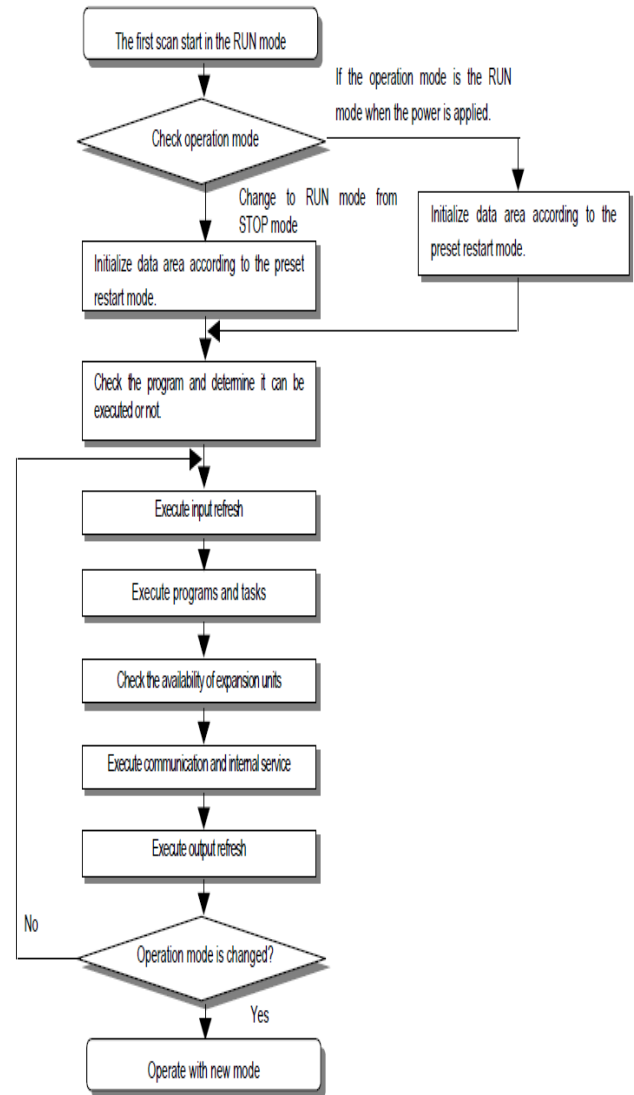 The first scan start in the RUN mode
If the operation mode is the RUN
mode when the power is applied.
Check operation mode
Change to RUN mode from
STOP mode
Initialize data area according to the
preset restart mode.
Initialize data area according to the preset
restart mode.
Check the program and determine it can be
executed or not.
Execute input refresh
Execute programs and tasks
Check the availability of expansion units
Execute communication and internal service
Execute output refresh
No
Operation mode is changed?
Yes
Operate with new mode